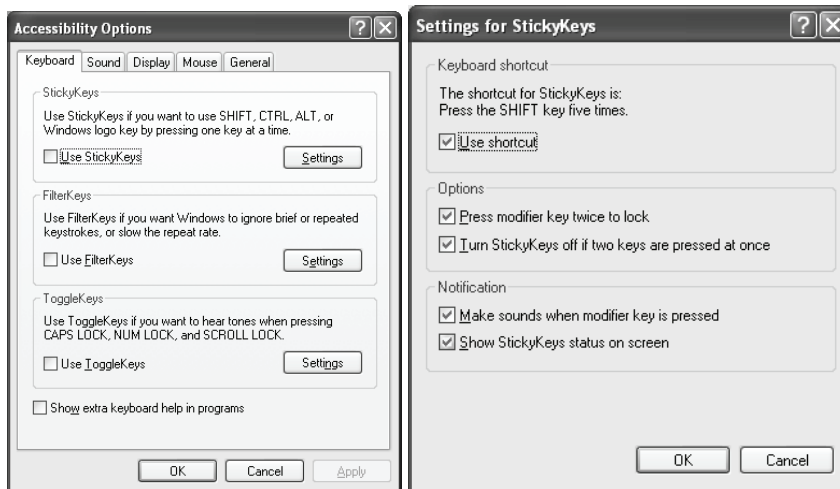 Accessibility Options
Keyboard Sound Display Mouse General
StickyKeys
Use StickyKeys if you want to use SHIFT, CTRL, ALT, or
Windows logo key by pressing one key at a time.
Use StickyKeys Settings
FilterKeys
Use FilterKeys if you want Windows to ignore brief or repeated
keystrokes, or slow the repeat rate.
Use FilterKeys Settings
ToggleKeys
Use ToggleKeys if you want to hear tones when pressing
CAPS LOCK, NUM LOCK, and SCROLL LOCK.
Use ToggleKeys Settings
Show extra keyboard help in programs
OK Cancel Apply
Settings for StickyKeys
Keyboard shortcut
The shortcut for StickyKeys is:
Press the SHIFT key five times.
Use shortcut
Options
Press modifier key twice to lock
Turn StickyKeys off if two keys are pressed at once
Notification
Make sounds when modifier key is pressed
Show StickyKeys status on screen
OK Cancel